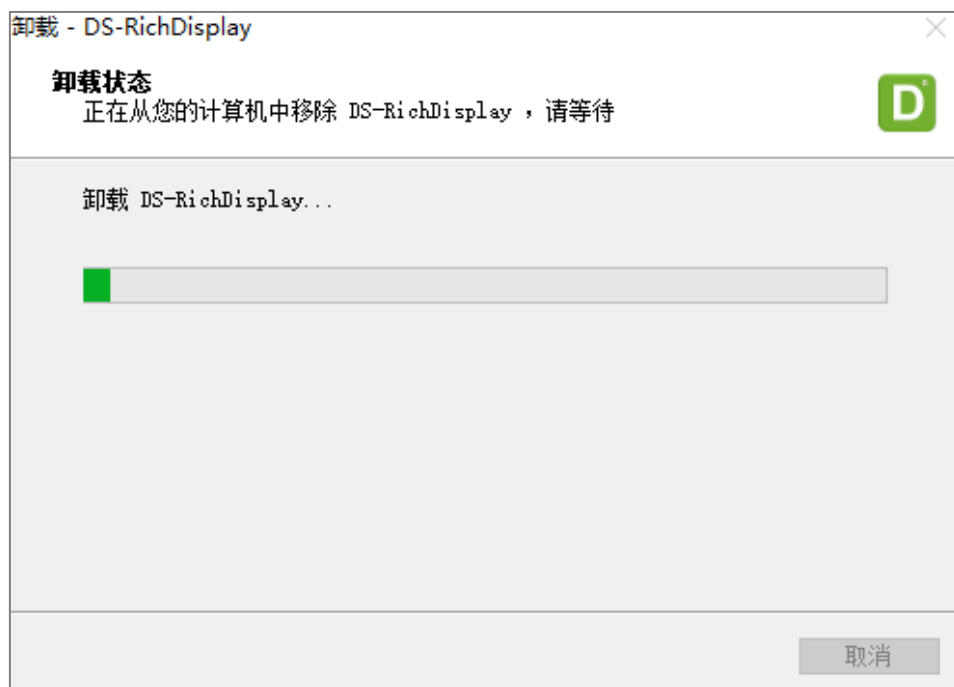 卸载 - DS-RichDisplay
卸载状态
正在从您的计算机中移除 DS-RichDisplay ，请等待
D
卸载 DS-RichDisplay...
取消